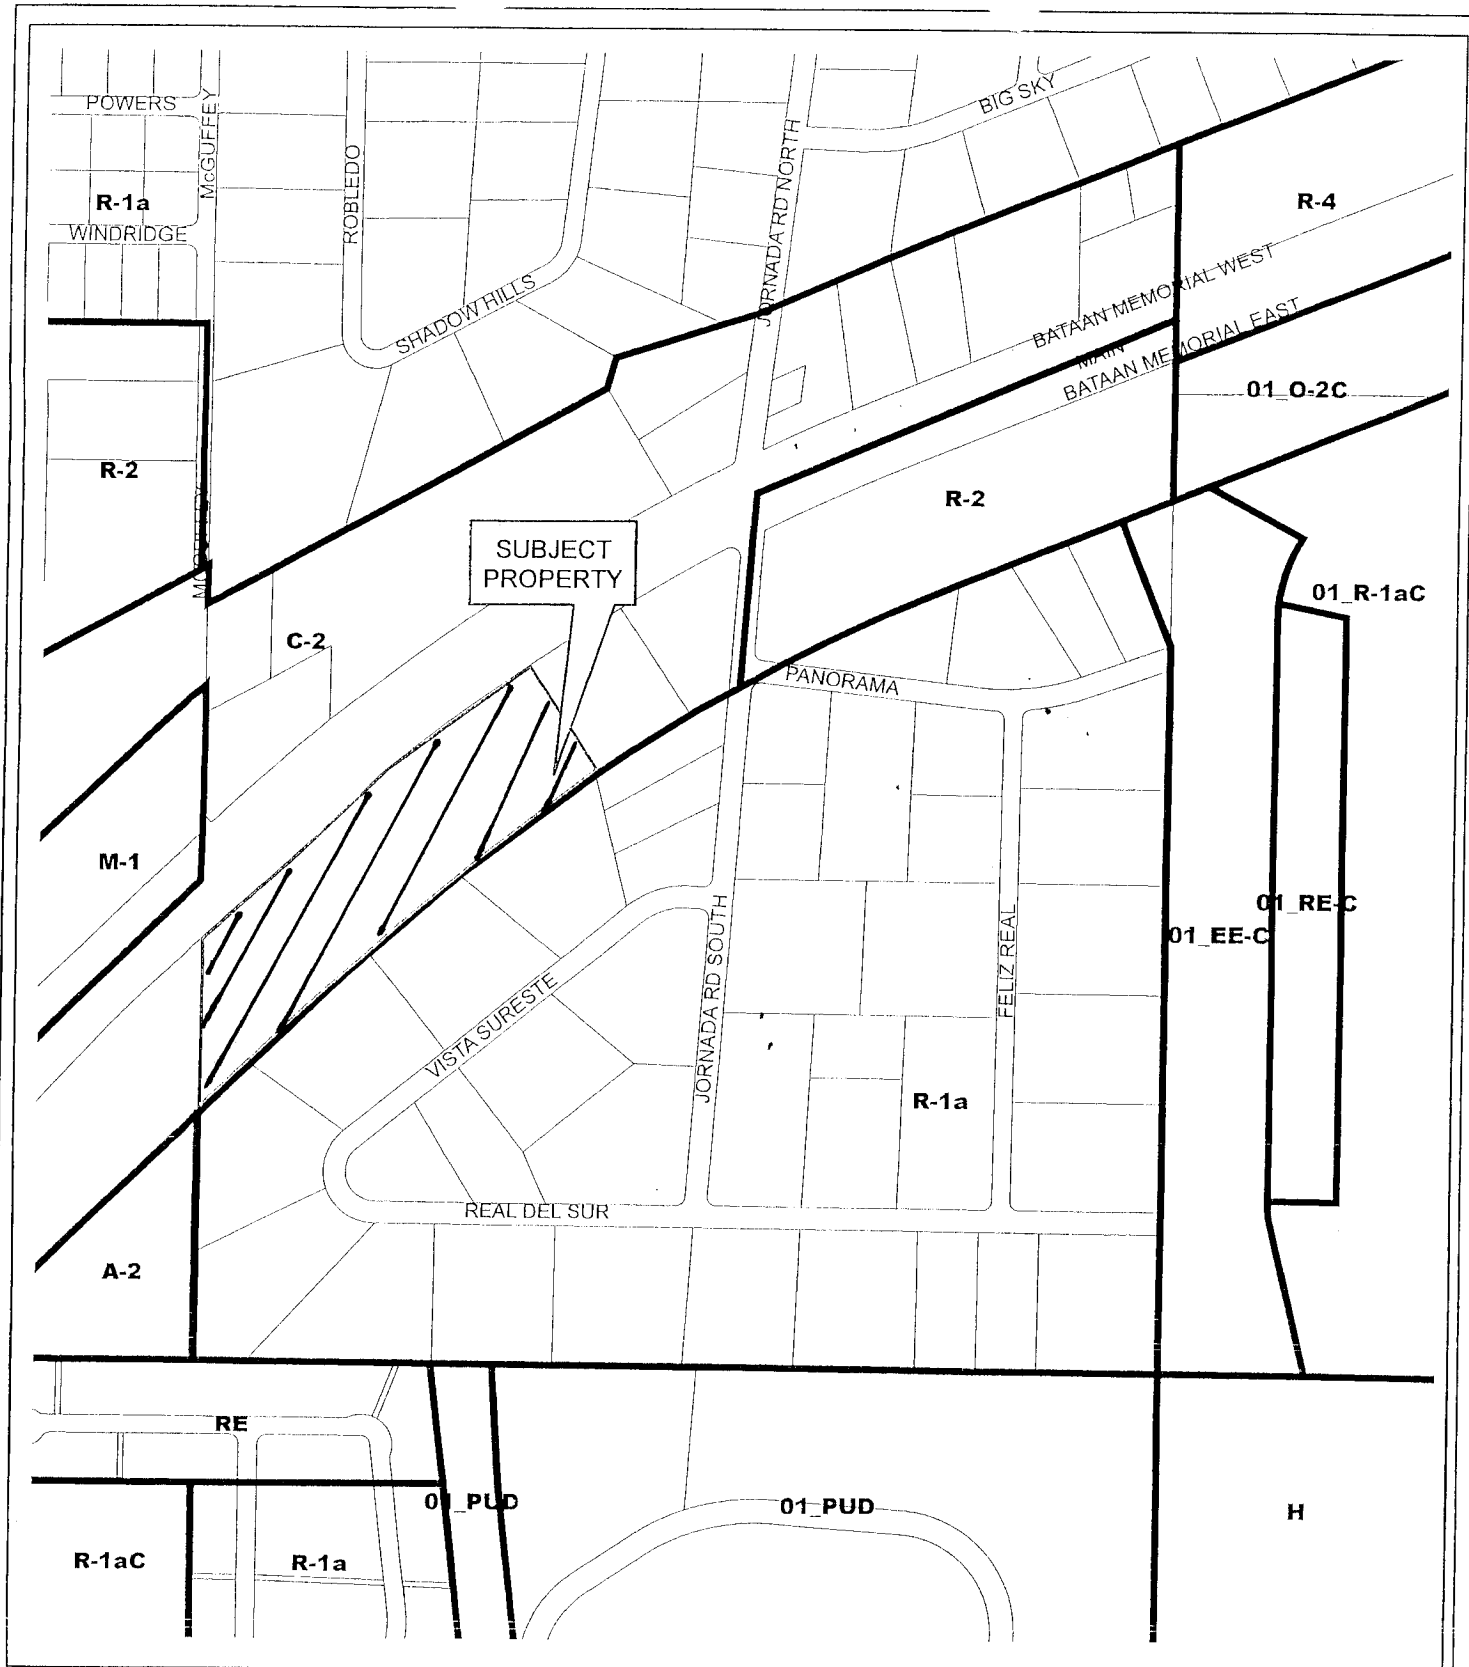 POWERS
McGUFFEY
ROBLEDO
JORNADA RD NORTH
BIG SKY
R-1a
WINDRIDGE
R-4
SHADOW HILLS
BATAAN MEMORIAL WEST
MAIN
BATAAN MEMORIAL EAST
01_O-2C
R-2
R-2
SUBJECT
PROPERTY
01_R-1aC
C-2
PANORAMA
M-1
01_RE-C
01_EE-C
JORNADA RD SOUTH
FELIZ REAL
VISTA SURESTE
R-1a
REAL DEL SUR
A-2
RE
01_PUD
01_PUD
H
R-1aC
R-1a